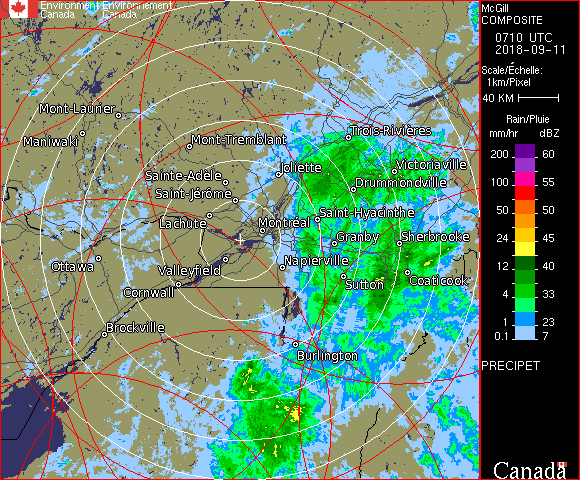 Environment Environnement
Canada Canada
McGill
COMPOSITE
0710 UTC
2018-09-11
Scale/Échelle:
1km/Pixel
40 KM
Rain/Pluie
mm/hr dBZ
200 60
150 55
100 53
50 50
24 45
12 40
4 33
1 23
0.1 7
PRECIPET
Canada
Mont-Laurier
Maniwaki
Mont-Tremblant
Trois-Rivières
Joliette
Victoriaville
Sainte-Adèle
Drummondville
Saint-Jérôme
Saint-Hyacinthe
Lachute
Montréal
Granby
Sherbrooke
Ottawa
Valleyfield
Napierville
Cornwall
Sutton
Coaticook
Brockville
Burlington